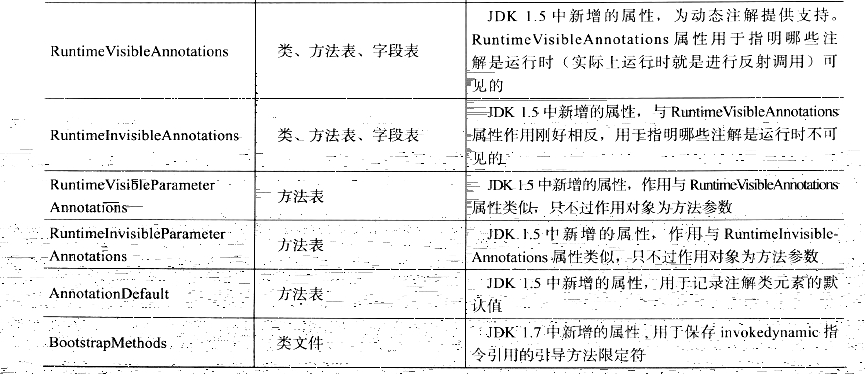 JDK 1.5 中新增的属性，为动态注解提供支持。
RuntimeVisibleAnnotations 类、方法表、字段表 RuntimeVisibleAnnotations 属性用于指明哪些注
解是运行时（实际上运行时就是进行反射调用）可
见的
JDK 1.5 中新增的属性，与 RuntimeVisibleAnnotations
RuntimeInvisibleAnnotations 类、方法表、字段表 属性作用刚好相反，用于指明哪些注解是运行时不可
见的
RuntimeVisibleParameter JDK 1.5 中新增的属性，作用与 RuntimeVisibleAnnotations
Annotations 方法表 属性类似，只不过作用对象为方法参数
RuntimeInvisibleParameter JDK 1.5 中新增的属性，作用与 RuntimeInvisible-
Annotations 方法表 Annotations 属性类似，只不过作用对象为方法参数
AnnotationDefault 方法表 JDK 1.5 中新增的属性，用于记录注解类元素的默
认值
BootstrapMethods 类文件 JDK 1.7 中新增的属性，用于保存 invokedynamic 指
令引用的引导方法限定符